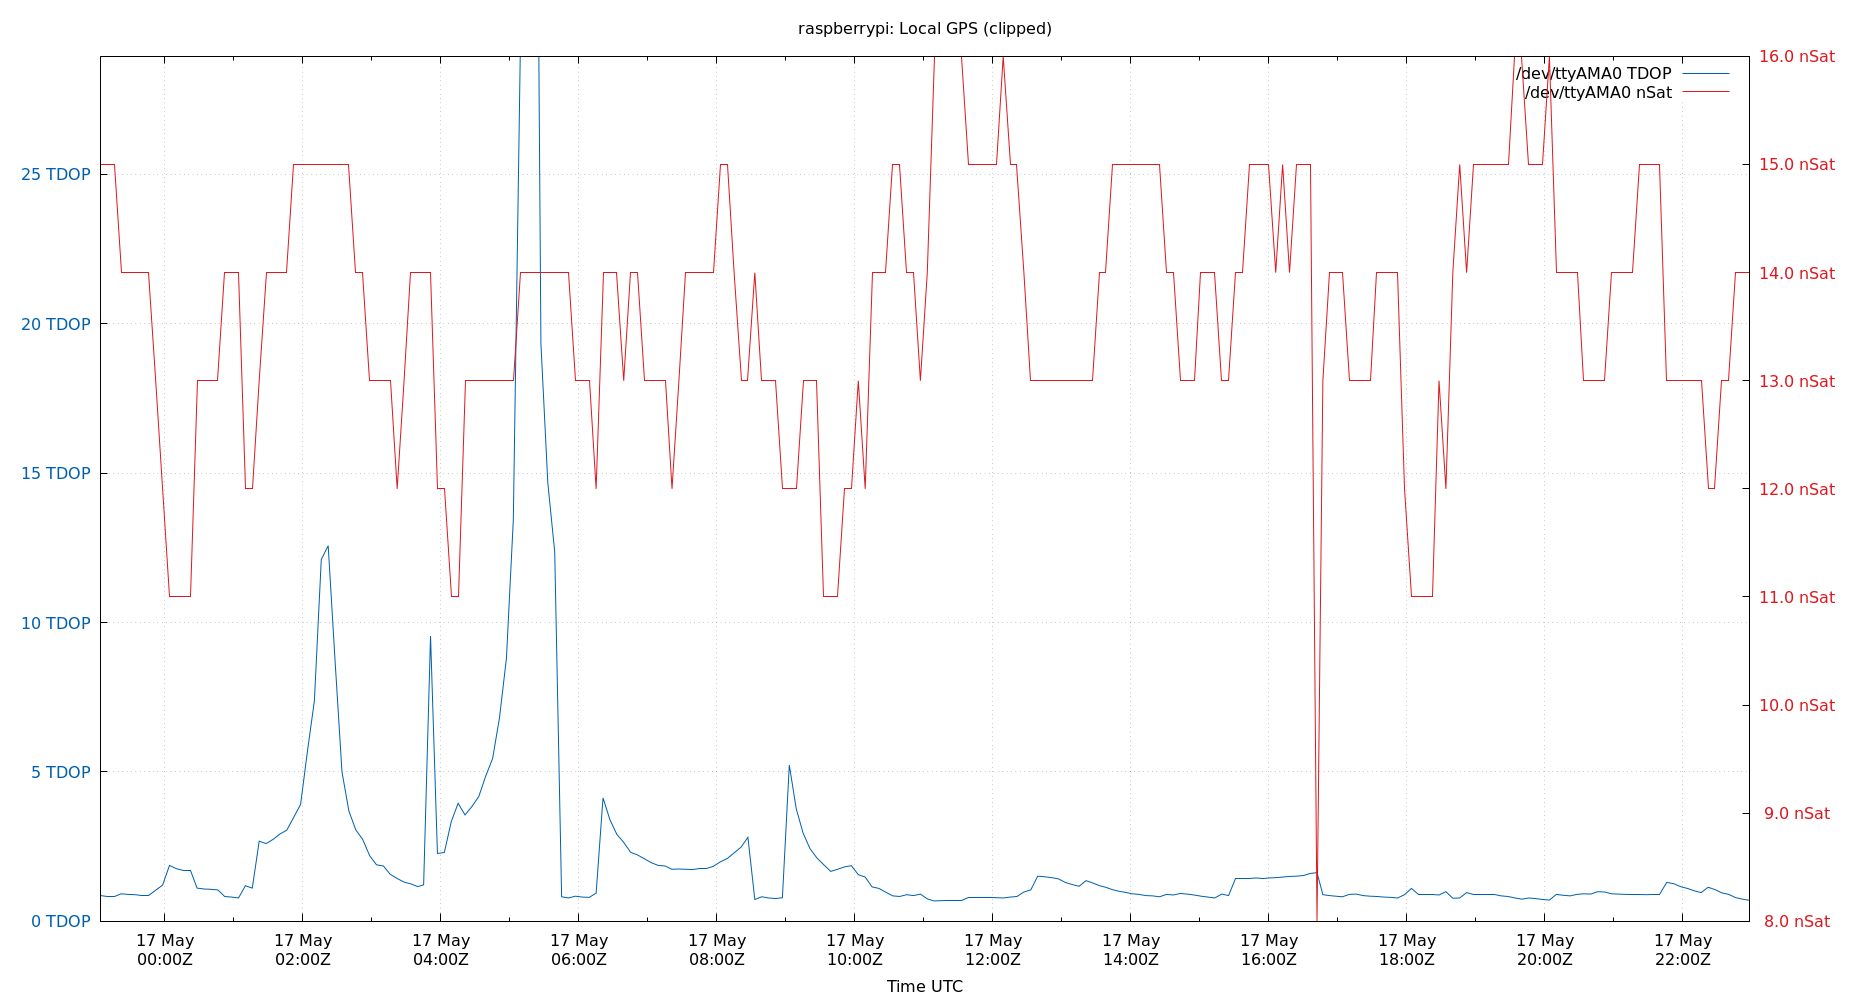 raspberrypi: Local GPS (clipped)
16.0 nSat
/dev/ttyAMA0 TDOP
/dev/ttyAMA0 nSat
15.0 nSat
25 TDOP
14.0 nSat
20 TDOP
13.0 nSat
15 TDOP
12.0 nSat
11.0 nSat
10 TDOP
10.0 nSat
5 TDOP
9.0 nSat
0 TDOP
8.0 nSat
17 May 17 May 17 May 17 May 17 May 17 May 17 May 17 May 17 May 17 May 17 May 17 May
00:00Z 02:00Z 04:00Z 06:00Z 08:00Z 10:00Z 12:00Z 14:00Z 16:00Z 18:00Z 20:00Z 22:00Z
Time UTC